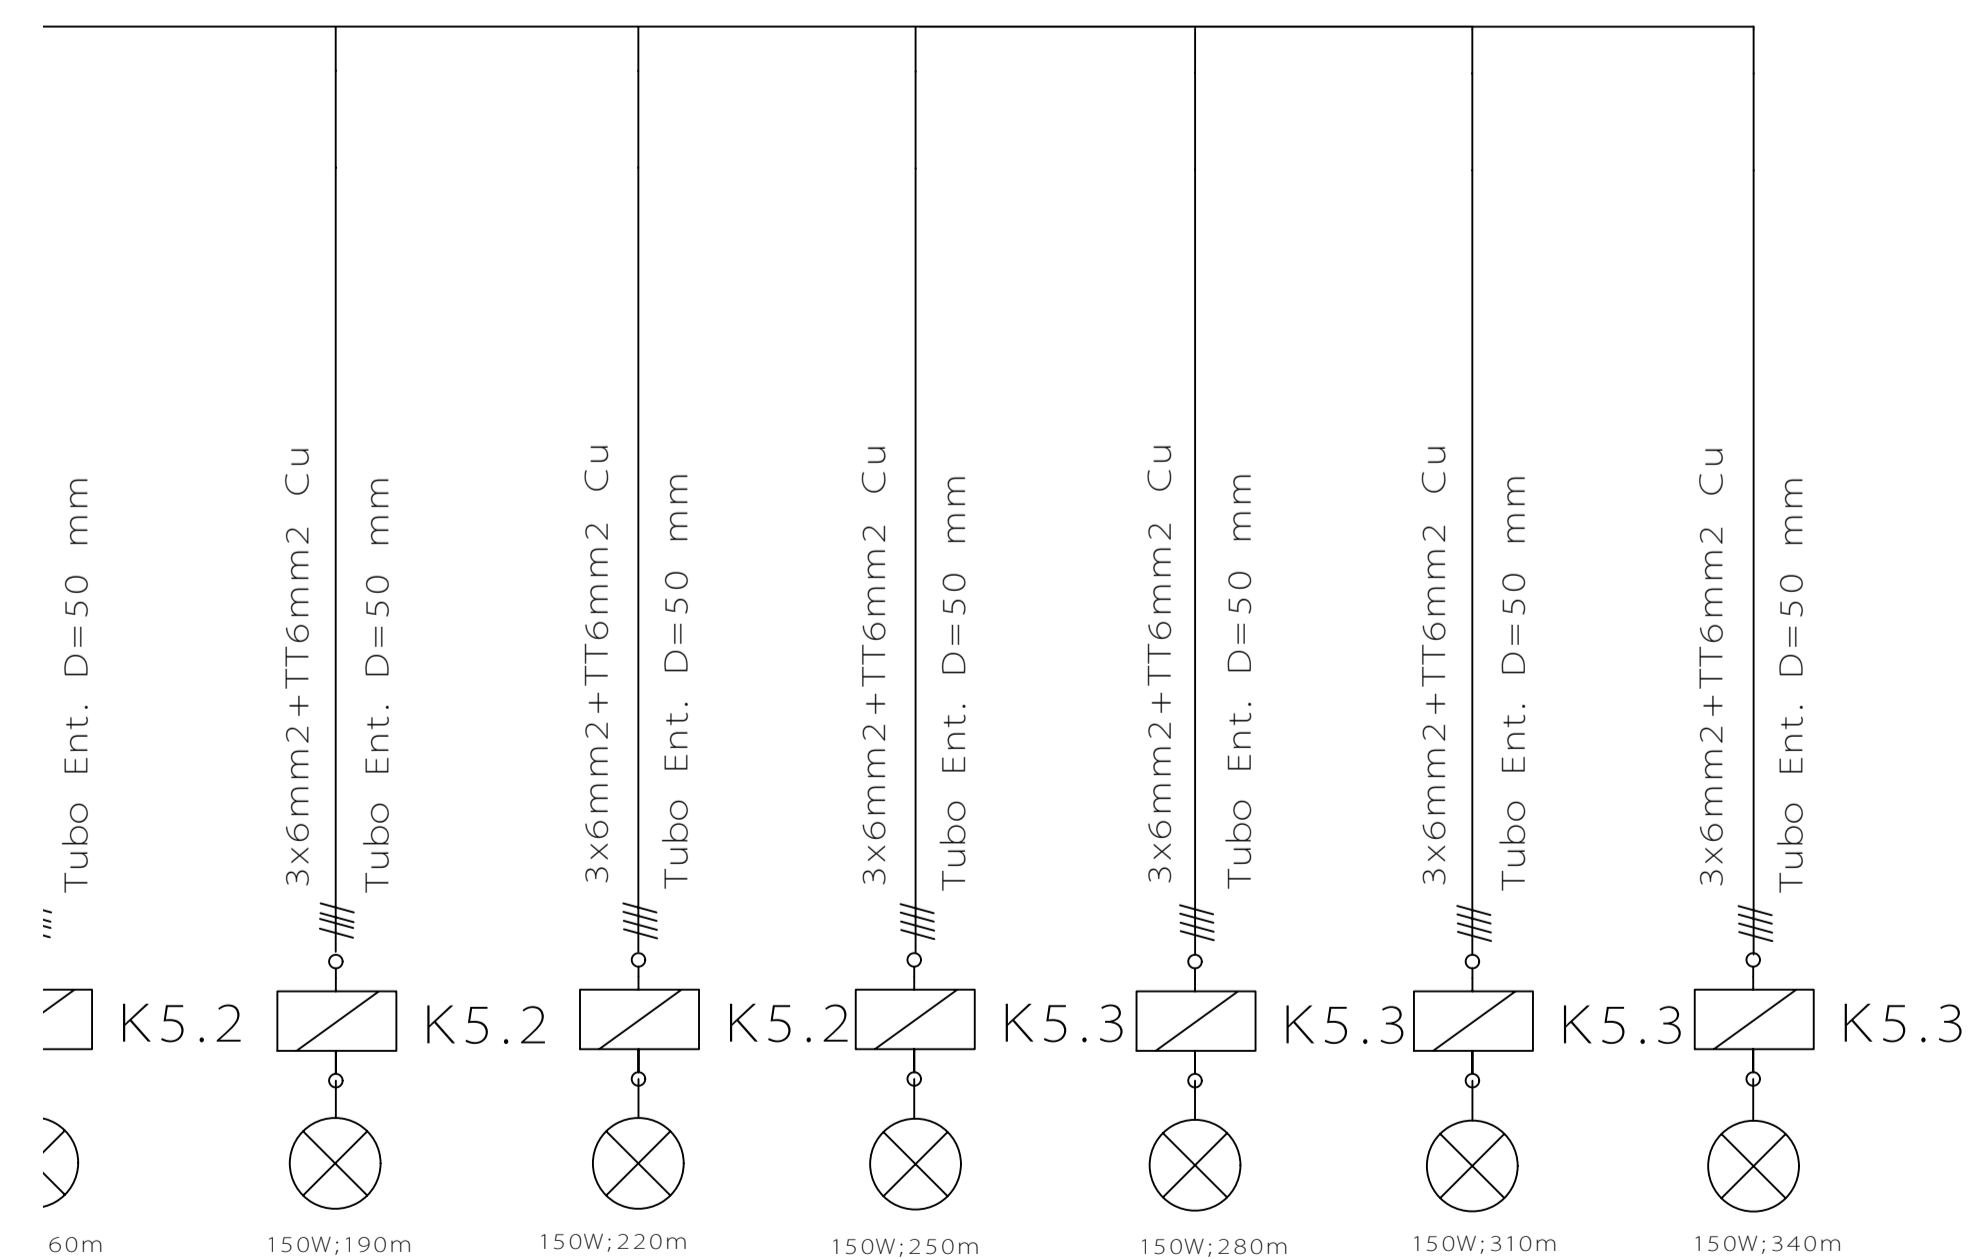 Tubo Ent. D=50 mm
3x6mm2+TT6mm2 Cu
Tubo Ent. D=50 mm
3x6mm2+TT6mm2 Cu
Tubo Ent. D=50 mm
3x6mm2+TT6mm2 Cu
Tubo Ent. D=50 mm
3x6mm2+TT6mm2 Cu
Tubo Ent. D=50 mm
3x6mm2+TT6mm2 Cu
Tubo Ent. D=50 mm
3x6mm2+TT6mm2 Cu
Tubo Ent. D=50 mm
K5.2
K5.2
K5.2
K5.3
K5.3
K5.3
K5.3
60m
150W;190m
150W;220m
150W;250m
150W;280m
150W;310m
150W;340m